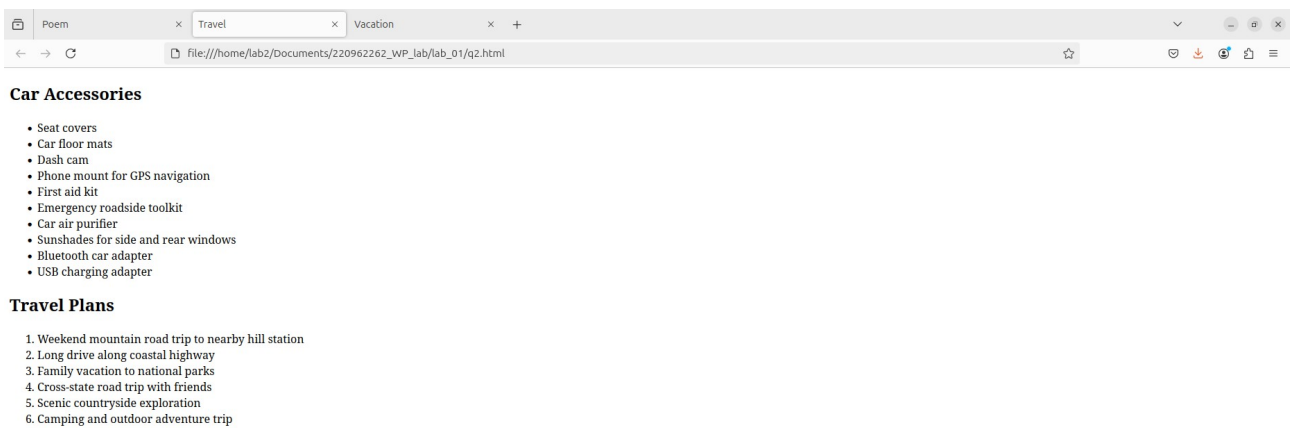 Poem
Travel
Vacation
file:///home/lab2/Documents/220962262_WP_lab/lab_01/q2.html
Car Accessories
• Seat covers
• Car floor mats
• Dash cam
• Phone mount for GPS navigation
• First aid kit
• Emergency roadside toolkit
• Car air purifier
• Sunshades for side and rear windows
• Bluetooth car adapter
• USB charging adapter
Travel Plans
1. Weekend mountain road trip to nearby hill station
2. Long drive along coastal highway
3. Family vacation to national parks
4. Cross-state road trip with friends
5. Scenic countryside exploration
6. Camping and outdoor adventure trip